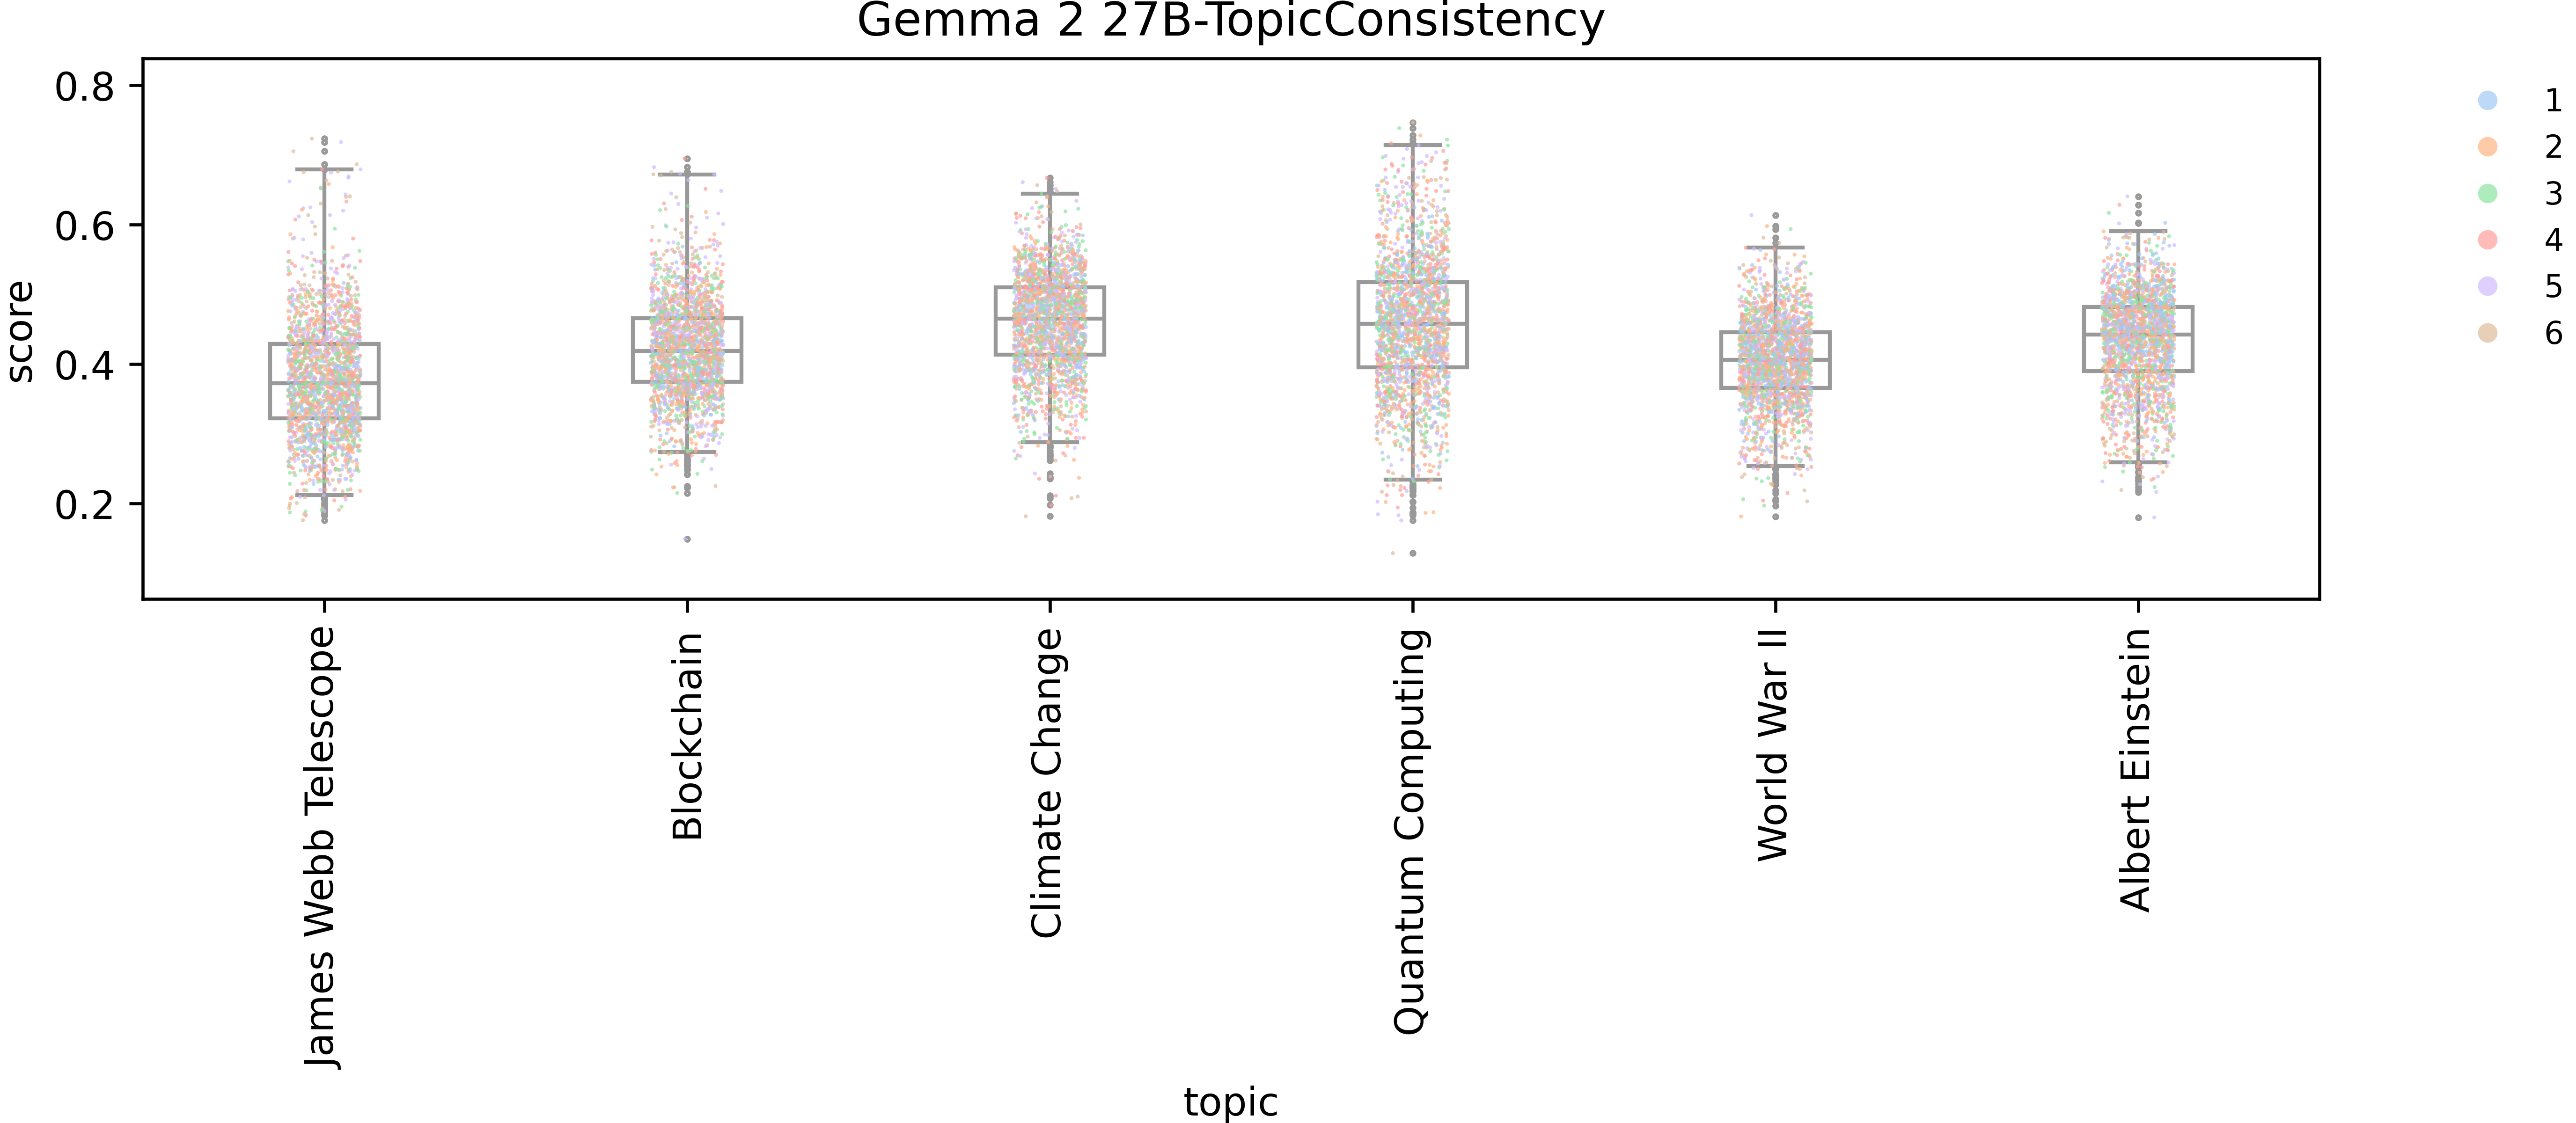 Gemma 2 27B-TopicConsistency
score
0.8
0.6
0.4
0.2
James Webb Telescope
Blockchain
Climate Change
Quantum Computing
World War II
Albert Einstein
topic
1
2
3
4
5
6